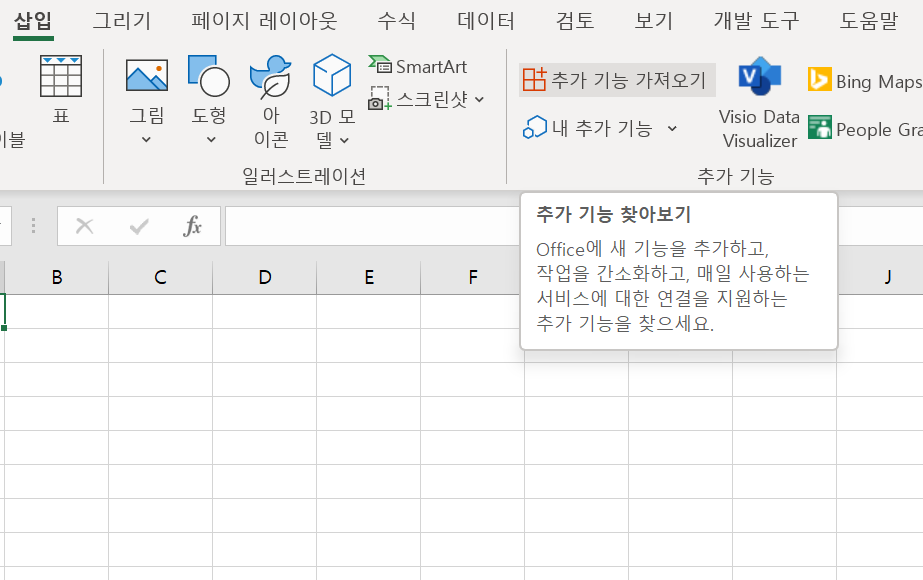 삽입 그리기 페이지 레이아웃 수식 데이터 검토 보기 개발 도구 도움말
표
그림
도형
아
이콘
3D 모
델
SmartArt
스크린샷
일러스트레이션
추가 기능 가져오기
내 추가 기능
Visio Data
Visualizer
Bing Maps
People Gra
추가 기능
fx
추가 기능 찾아보기
Office에 새 기능을 추가하고,
작업을 간소화하고, 매일 사용하는
서비스에 대한 연결을 지원하는
추가 기능을 찾으세요.
B C D E F J